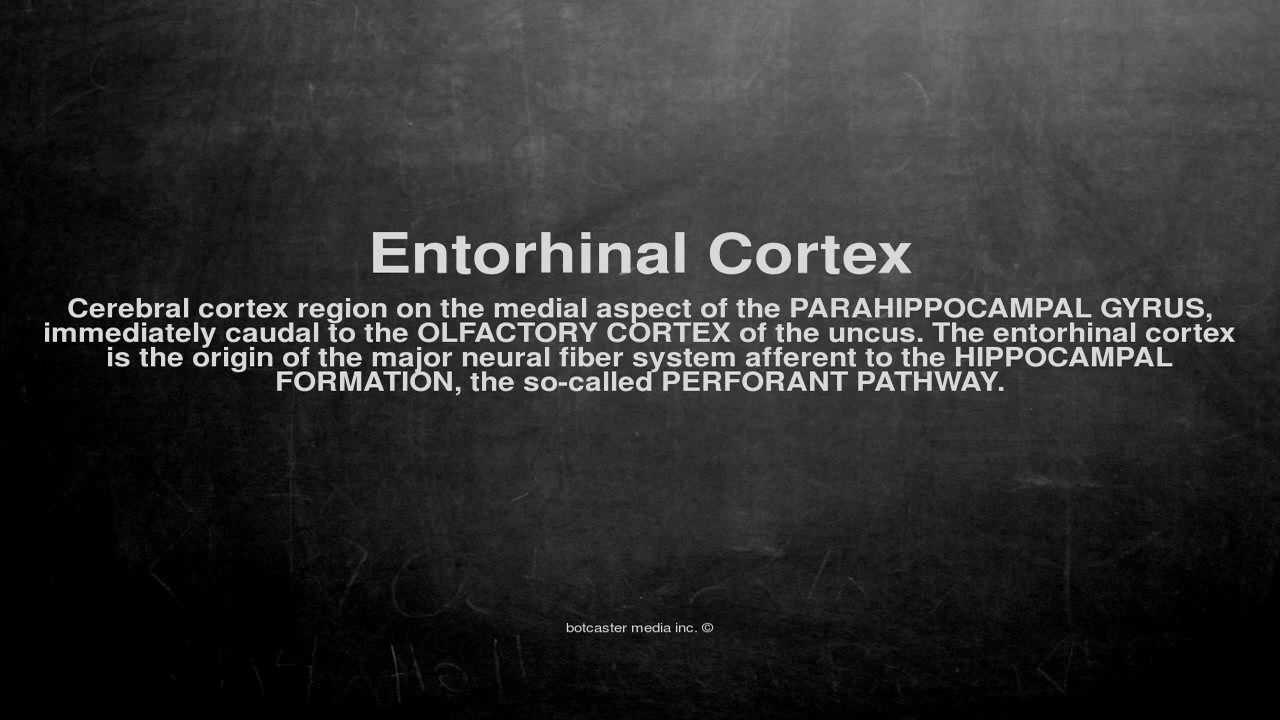 Entorhinal Cortex
Cerebral cortex region on the medial aspect of the PARAHIPPOCAMPAL GYRUS,
immediately caudal to the OLFACTORY CORTEX of the uncus. The entorhinal cortex
is the origin of the major neural fiber system afferent to the HIPPOCAMPAL
FORMATION, the so-called PERFORANT PATHWAY.
botcaster media inc. ©